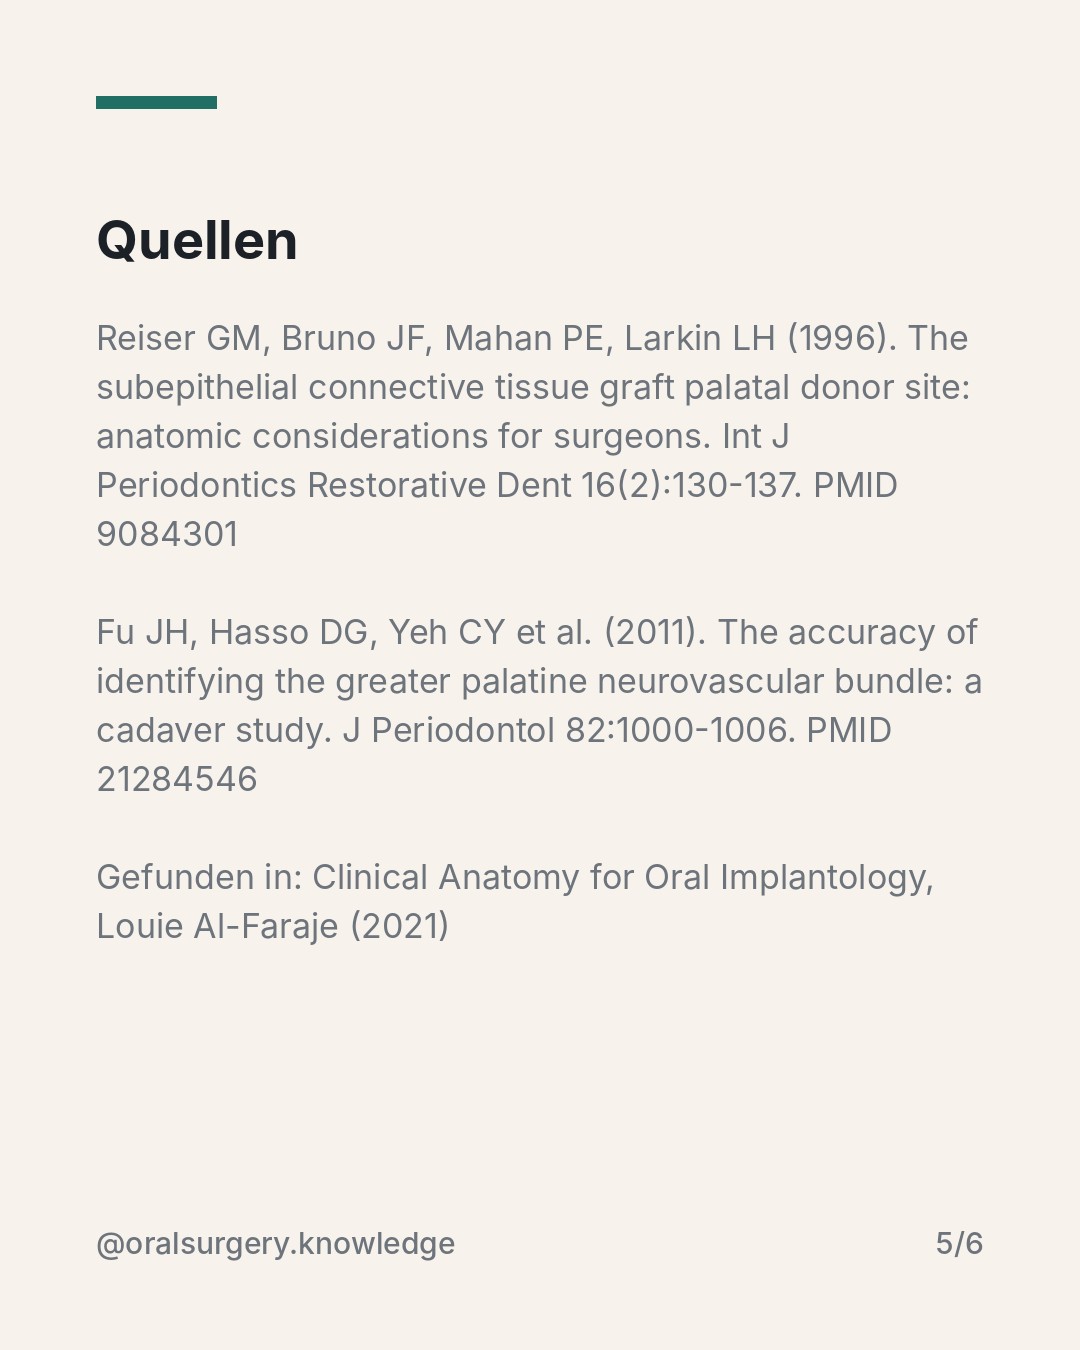 Quellen
Reiser GM, Bruno JF, Mahan PE, Larkin LH (1996). The
subepithelial connective tissue graft palatal donor site:
anatomic considerations for surgeons. Int J
Periodontics Restorative Dent 16(2):130-137. PMID
9084301
Fu JH, Hasso DG, Yeh CY et al. (2011). The accuracy of
identifying the greater palatine neurovascular bundle: a
cadaver study. J Periodontol 82:1000-1006. PMID
21284546
Gefunden in: Clinical Anatomy for Oral Implantology,
Louie Al-Faraje (2021)
@oralsurgery.knowledge
5/6